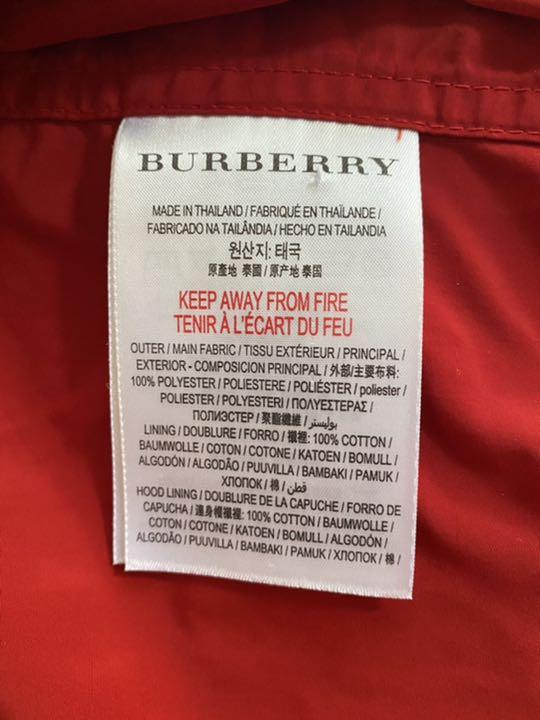 BURBERRY
MADE IN THAILAND / FABRIQUÉ EN THAÏLANDE /
FABRICADO NA TAILÂNDIA / HECHO EN TAILANDIA
원산지: 태국
原產地 泰國 / 原产地 泰国
KEEP AWAY FROM FIRE
TENIR À L'ÉCART DU FEU
OUTER / MAIN FABRIC / TISSU EXTÉRIEUR / PRINCIPAL /
EXTERIOR - COMPOSICION PRINCIPAL / 外部/主要布料:
100% POLYESTER / POLIESTERE / POLIÉSTER / poliester /
POLIESTER / POLYESTERI / ΠΟΛΥΕΣΤΕΡΑΣ /
ПОЛИЭСТЕР / 聚酯纖維 / بوليستر /
LINING / DOUBLURE / FORRO / 襯裡: 100% COTTON /
BAUMWOLLE / COTON / COTONE / KATOEN / BOMULL /
ALGODÓN / ALGODÃO / PUUVILLA / BAMBAKI / PAMUK /
ХЛОПОК / 棉 / قطن /
HOOD LINING / DOUBLURE DE LA CAPUCHE / FORRO DE
CAPUCHA / 連身帽襯裡: 100% COTTON / BAUMWOLLE /
COTON / COTONE / KATOEN / BOMULL / ALGODÓN /
ALGODÃO / PUUVILLA / BAMBAKI / PAMUK / ХЛОПОК / 棉 /